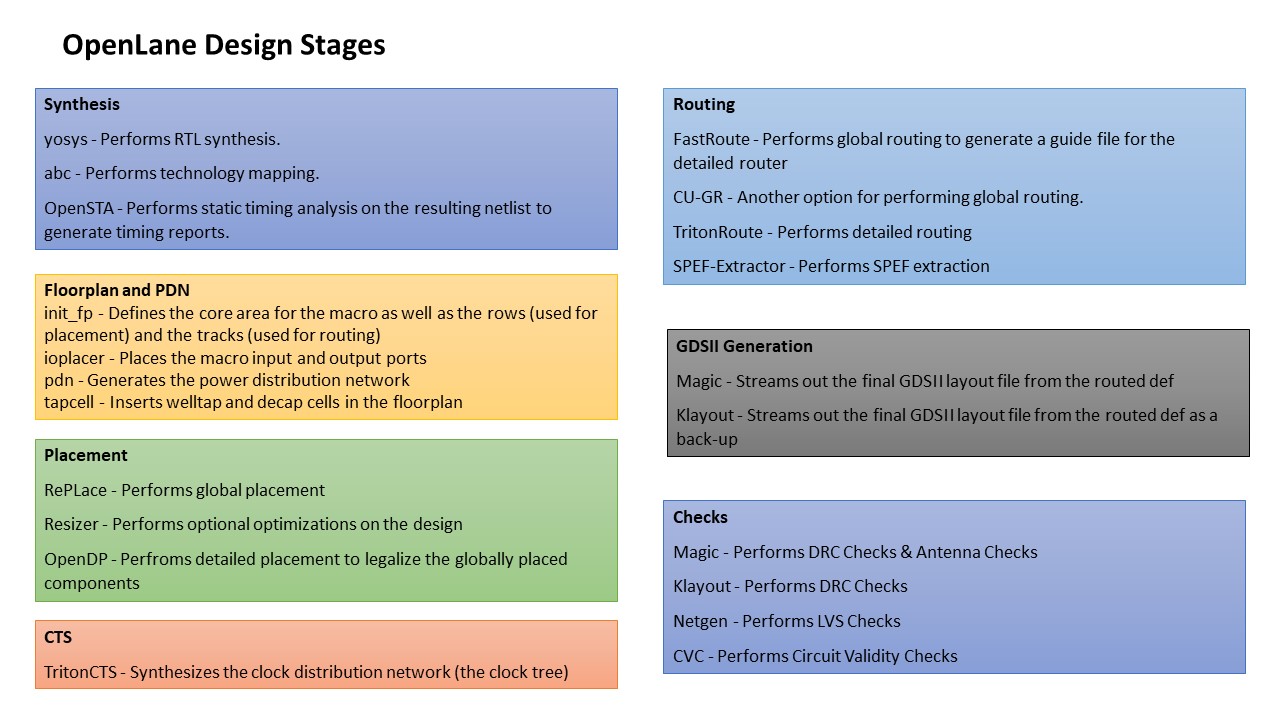 OpenLane Design Stages
Synthesis
yosys - Performs RTL synthesis.
abc - Performs technology mapping.
OpenSTA - Performs static timing analysis on the resulting netlist to
generate timing reports.
Floorplan and PDN
init_fp - Defines the core area for the macro as well as the rows (used for
placement) and the tracks (used for routing)
ioplacer - Places the macro input and output ports
pdn - Generates the power distribution network
tapcell - Inserts welltap and decap cells in the floorplan
Placement
RePLace - Performs global placement
Resizer - Performs optional optimizations on the design
OpenDP - Perfroms detailed placement to legalize the globally placed
components
CTS
TritonCTS - Synthesizes the clock distribution network (the clock tree)
Routing
FastRoute - Performs global routing to generate a guide file for the
detailed router
CU-GR - Another option for performing global routing.
TritonRoute - Performs detailed routing
SPEF-Extractor - Performs SPEF extraction
GDSII Generation
Magic - Streams out the final GDSII layout file from the routed def
Klayout - Streams out the final GDSII layout file from the routed def as a
back-up
Checks
Magic - Performs DRC Checks & Antenna Checks
Klayout - Performs DRC Checks
Netgen - Performs LVS Checks
CVC - Performs Circuit Validity Checks